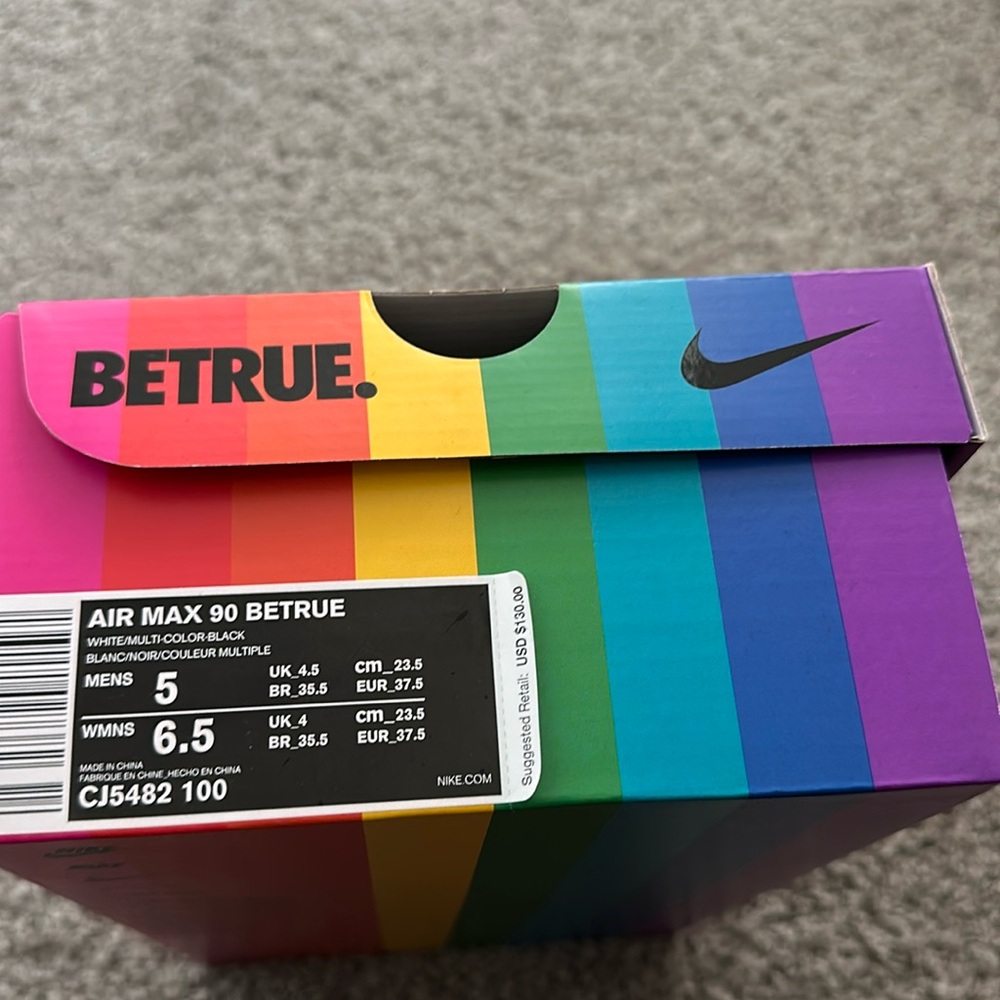 BETRUE.
AIR MAX 90 BETRUE
WHITE/MULTI-COLOR-BLACK
BLANC/NOIR/COULEUR MULTIPLE
MENS 5 UK_4.5 cm_23.5
BR_35.5 EUR_37.5
WMNS 6.5 UK_4 cm_23.5
BR_35.5 EUR_37.5
MADE IN CHINA
FABRIQUE EN CHINE_HECHO EN CHINA
CJ5482 100
NIKE.COM
Suggested Retail: USD $130.00